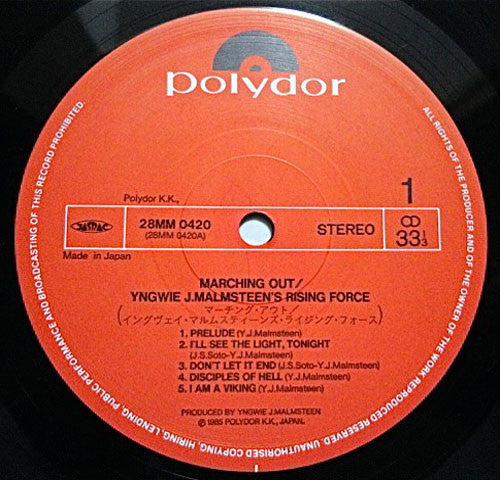 polydor
Polydor K.K.,
1
JASRAC
28MM 0420
(28MM 0420A)
STEREO
CD
33 1/3
Made in Japan
MARCHING OUT/
YNGWIE J.MALMSTEEN'S RISING FORCE
(マーチング・アウト/
イングヴェイ・マルムスティーンズ・ライジング・フォース)
1. PRELUDE (Y.J.Malmsteen)
2. I'LL SEE THE LIGHT, TONIGHT
(J.S.Soto-Y.J.Malmsteen)
3. DON'T LET IT END (J.S.Soto-Y.J.Malmsteen)
4. DISCIPLES OF HELL (Y.J.Malmsteen)
5. I AM A VIKING (Y.J.Malmsteen)
PRODUCED BY YNGWIE J.MALMSTEEN
℗1985 POLYDOR K.K., JAPAN.
ALL RIGHTS OF THE PRODUCER AND OF THE OWNER OF THE WORK REPRODUCED RESERVED. UNAUTHORISED COPYING, HIRING, LENDING, PUBLIC PERFORMANCE AND BROADCASTING OF THIS RECORD PROHIBITED.